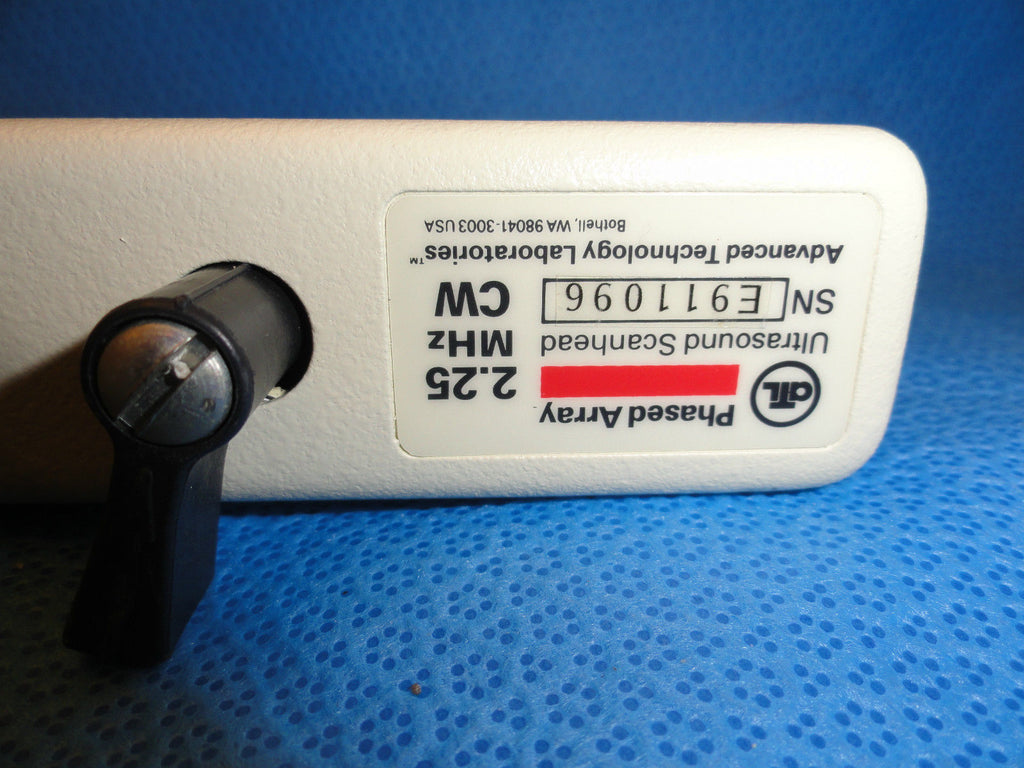 Phased Array
ATL
2.25
MHz
CW
Ultrasound Scanhead
SN E911096
Advanced Technology Laboratories™
Bothell, WA 98041-3003 USA